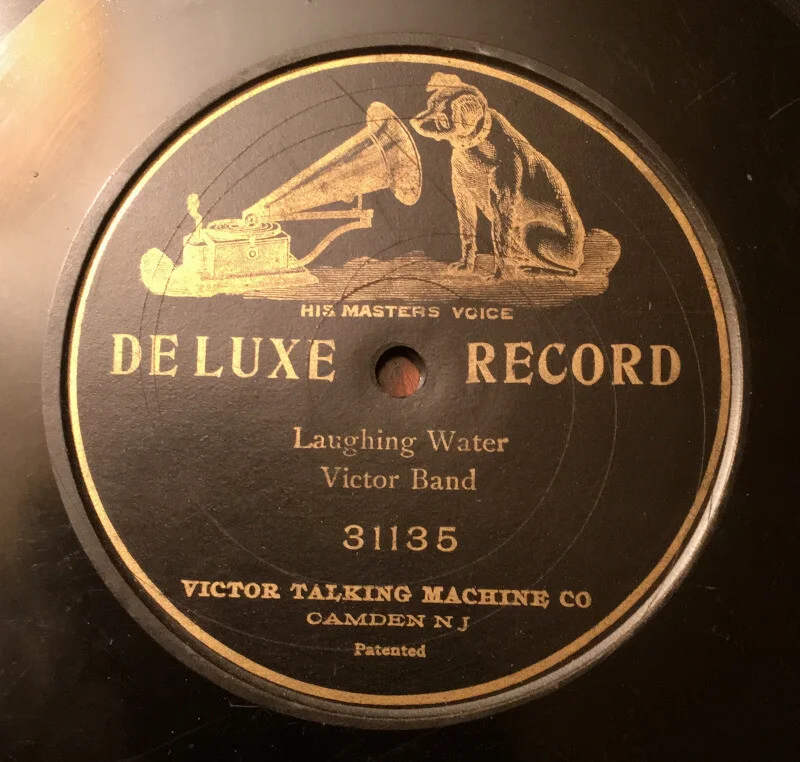 HIS MASTERS VOICE
DE LUXE RECORD
Laughing Water
Victor Band
31135
VICTOR TALKING MACHINE CO
CAMDEN N J
Patented